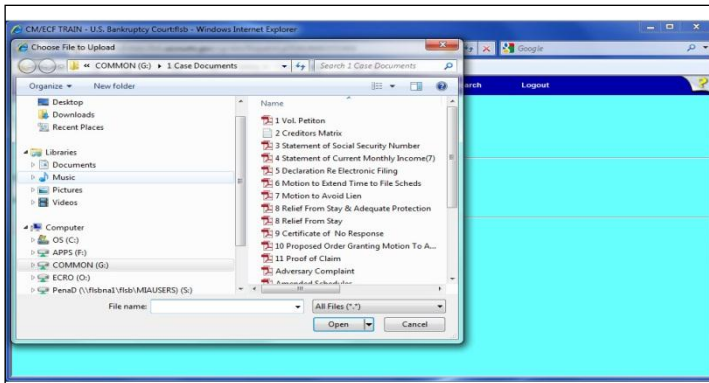 CM/ECF TRAIN - U.S. Bankruptcy Court:flsb - Windows Internet Explorer
Choose File to Upload
Google
« COMMON (G:) ▸ 1 Case Documents
Search 1 Case Documents
arch Logout
Organize New folder
Desktop
Downloads
Recent Places
Libraries
Documents
Music
Pictures
Videos
Computer
OS (C:)
APPS (F:)
COMMON (G:)
ECRO (O:)
PenaD (\\flsbna1\flsb\MIAUSERS) (S:)
Name
1 Vol. Petiton
2 Creditors Matrix
3 Statement of Social Security Number
4 Statement of Current Monthly Income(7)
5 Declaration Re Electronic Filing
6 Motion to Extend Time to File Scheds
7 Motion to Avoid Lien
8 Relief From Stay & Adequate Protection
8 Relief From Stay
9 Certificate of No Response
10 Proposed Order Granting Motion To A...
11 Proof of Claim
Adversary Complaint
Amended Schedules
File name:
All Files (*.*)
Open
Cancel